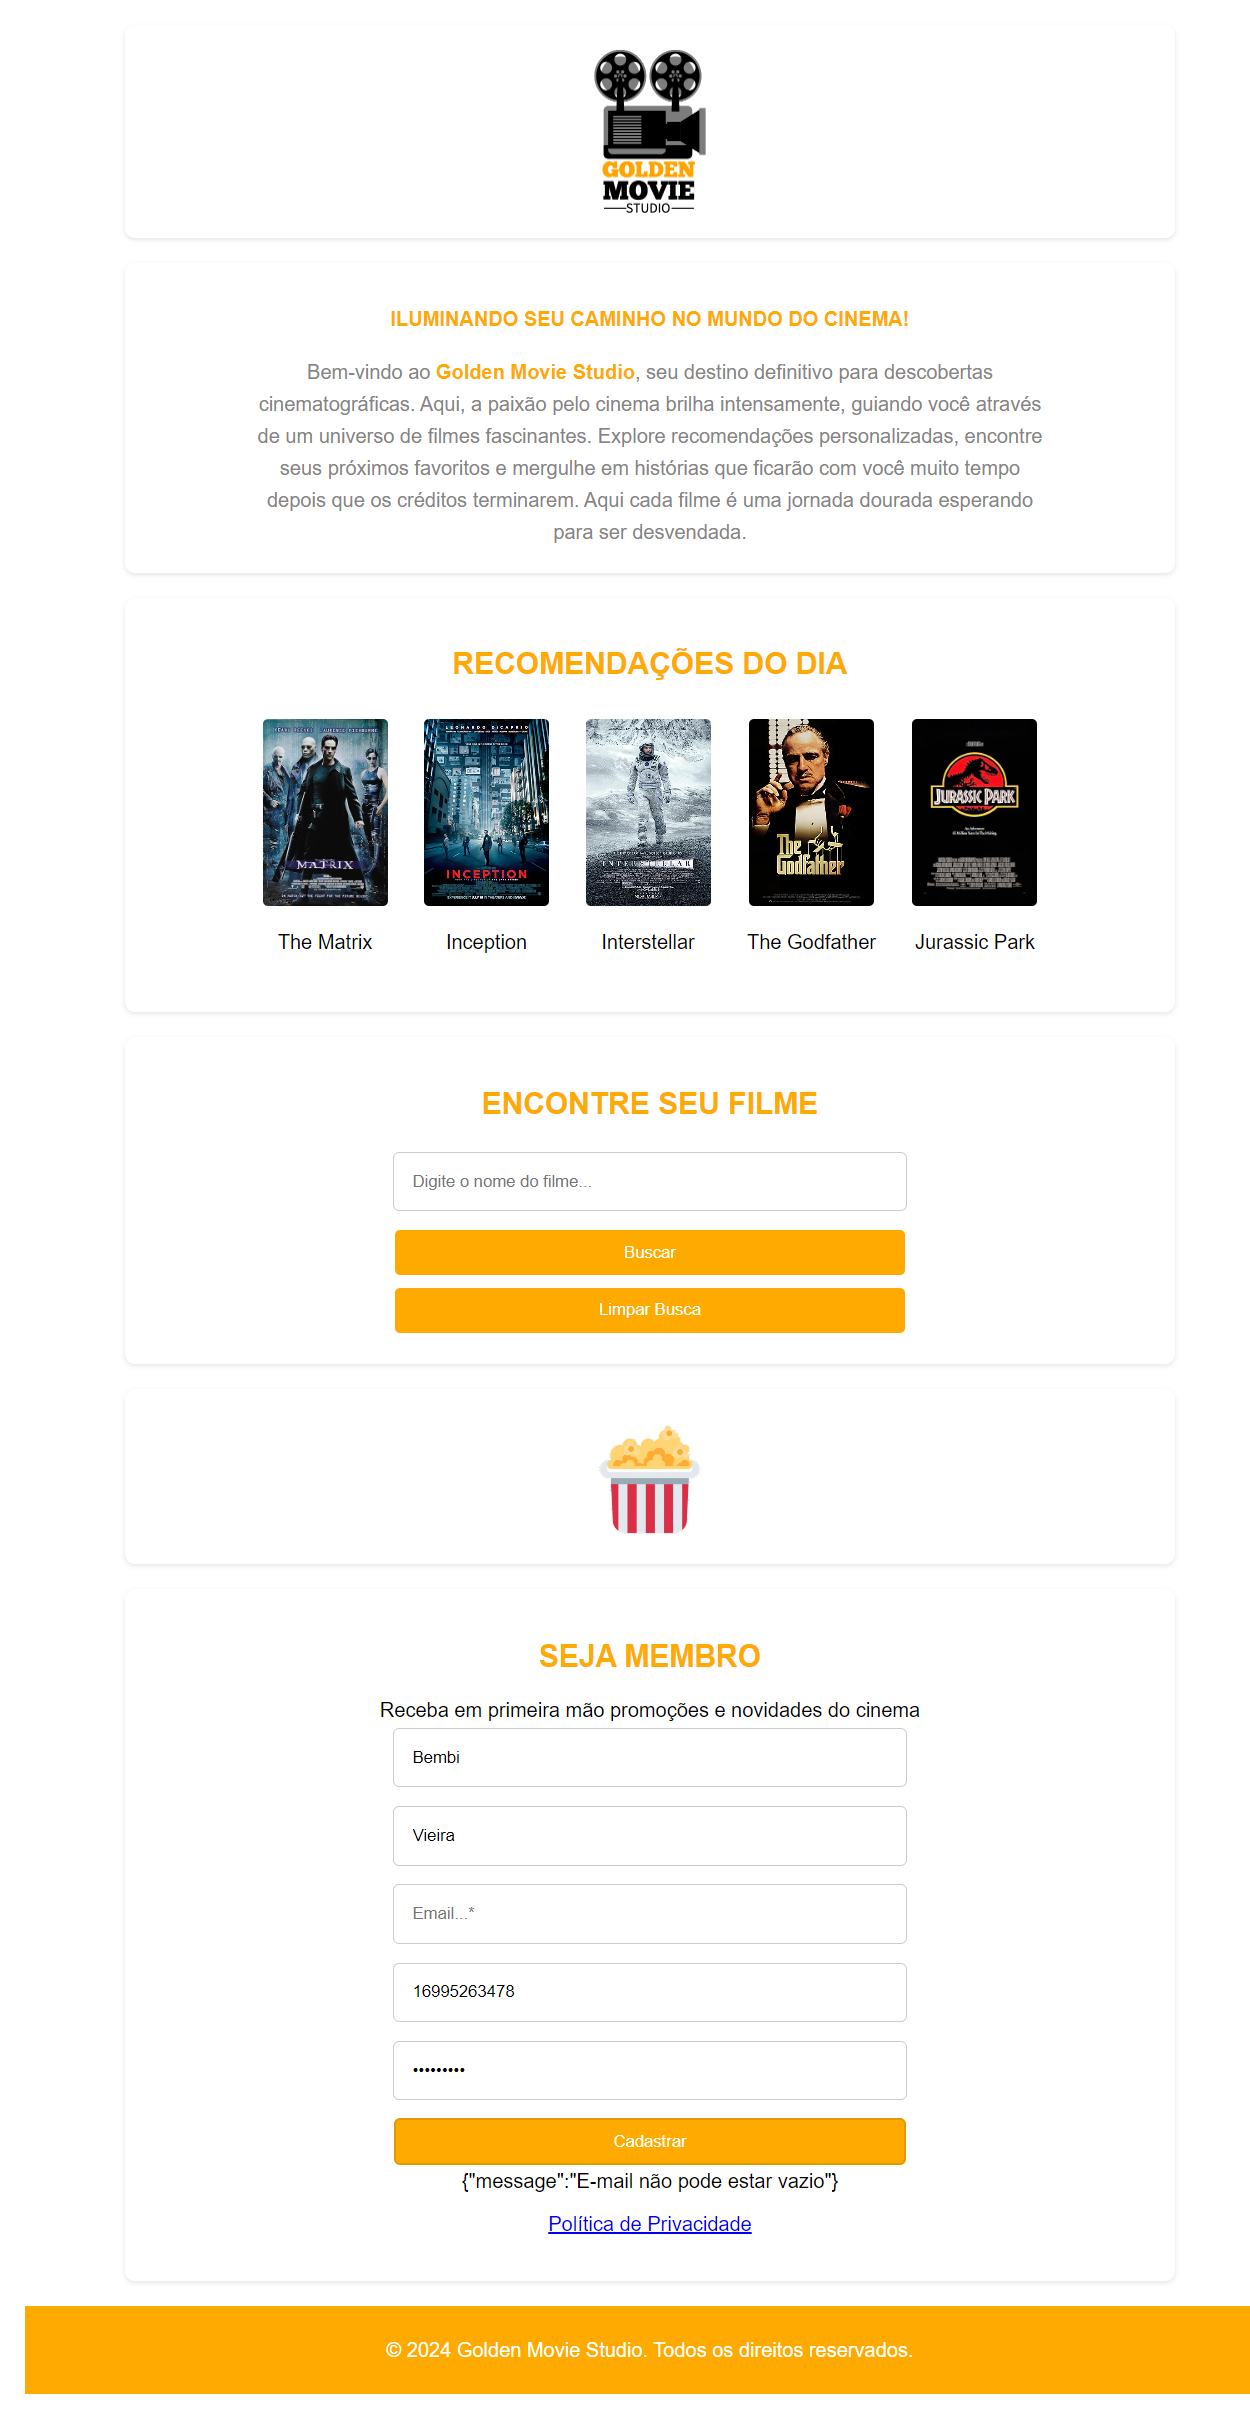 GOLDEN
MOVIE
STUDIO
ILUMINANDO SEU CAMINHO NO MUNDO DO CINEMA!
Bem-vindo ao Golden Movie Studio, seu destino definitivo para descobertas
cinematográficas. Aqui, a paixão pelo cinema brilha intensamente, guiando você através
de um universo de filmes fascinantes. Explore recomendações personalizadas, encontre
seus próximos favoritos e mergulhe em histórias que ficarão com você muito tempo
depois que os créditos terminarem. Aqui cada filme é uma jornada dourada esperando
para ser desvendada.
RECOMENDAÇÕES DO DIA
KEANU REEVES LAURENCE FISHBURNE
MATRIX
LEONARDO DiCAPRIO
INCEPTION
INTERSTELLAR
The
Godfather
JURASSIC PARK
The Matrix
Inception
Interstellar
The Godfather
Jurassic Park
ENCONTRE SEU FILME
Digite o nome do filme...
Buscar
Limpar Busca
SEJA MEMBRO
Receba em primeira mão promoções e novidades do cinema
Bembi
Vieira
Email...*
16995263478
•••••••••
Cadastrar
{"message":"E-mail não pode estar vazio"}
Política de Privacidade
© 2024 Golden Movie Studio. Todos os direitos reservados.